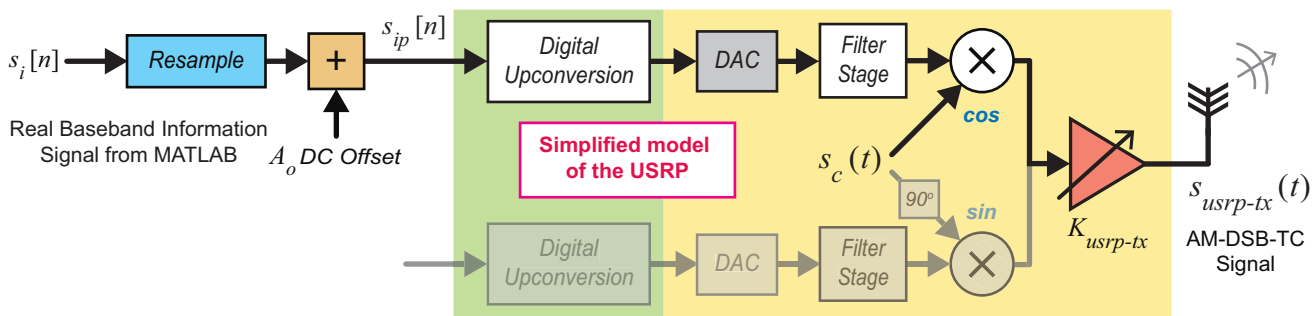 s_i[n]
Resample
+
s_ip[n]
Real Baseband Information
Signal from MATLAB
A_o DC Offset
Digital
Upconversion
DAC
Filter
Stage
×
cos
Simplified model
of the USRP
s_c(t)
90º
sin
Digital
Upconversion
DAC
Filter
Stage
×
K_usrp-tx
s_usrp-tx(t)
AM-DSB-TC
Signal